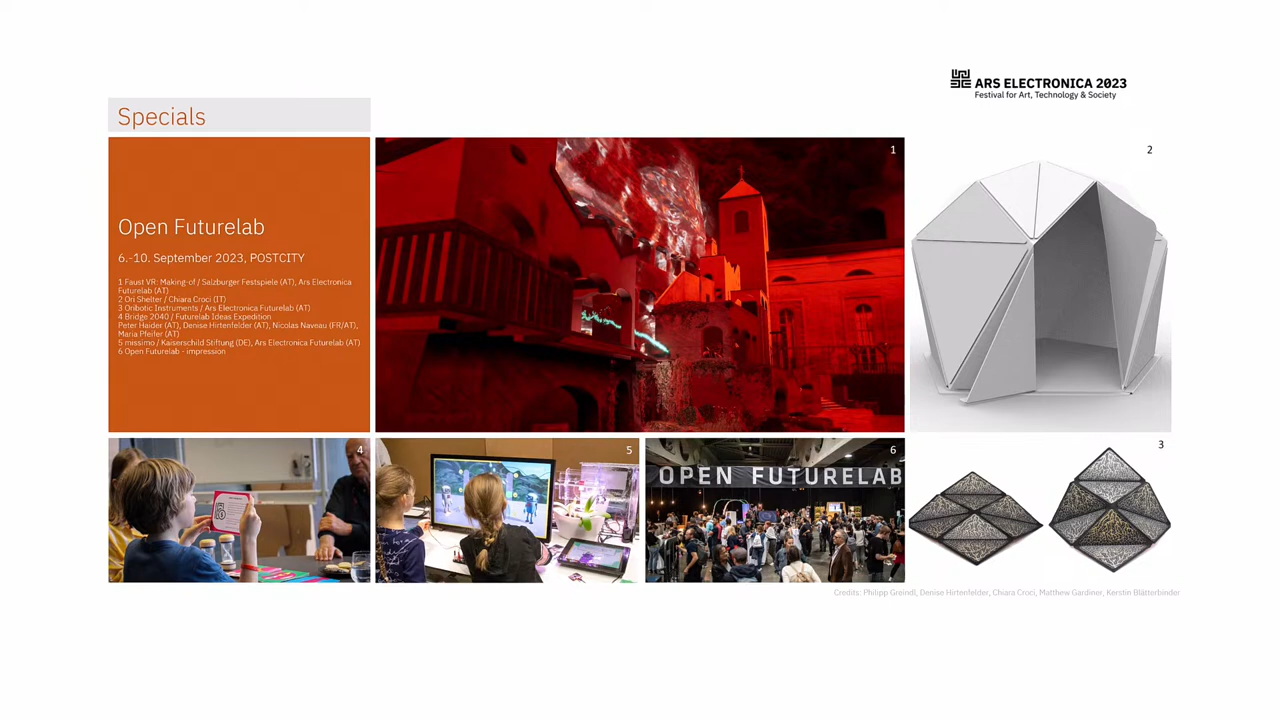 ARS ELECTRONICA 2023
Festival for Art, Technology & Society
Specials
Open Futurelab
6.-10. September 2023, POSTCITY
1 Faust VR: Making-of / Salzburger Festspiele (AT), Ars Electronica
Futurelab (AT)
2 Ori Shelter / Chiara Croci (IT)
3 Oribotic Instruments / Ars Electronica Futurelab (AT)
4 Bridge 2040 / Futurelab Ideas Expedition
Peter Haider (AT), Denise Hirtenfelder (AT), Nicolas Naveau (FR/AT),
Maria Pfeifer (AT)
5 missimo / Kaiserschild Stiftung (DE), Ars Electronica Futurelab (AT)
6 Open Futurelab - impression
1
2
4
5
6
OPEN FUTURELAB
3
Credits: Philipp Greindl, Denise Hirtenfelder, Chiara Croci, Matthew Gardiner, Kerstin Blätterbinder